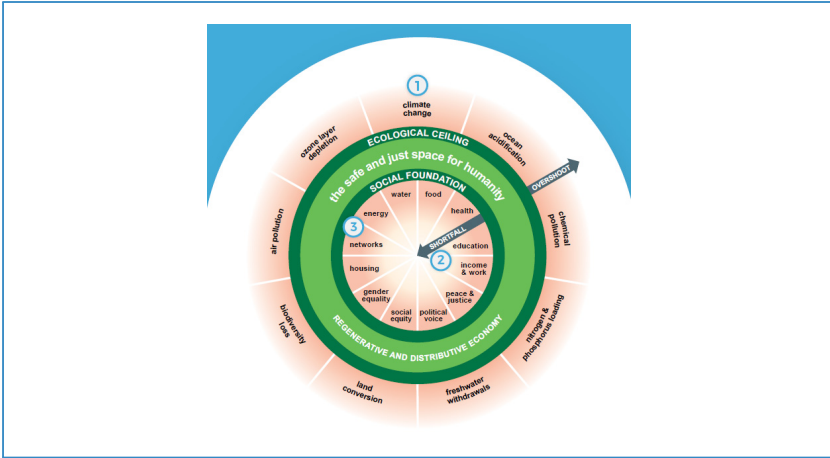 1
climate
change
ocean
acidification
chemical
pollution
nitrogen &
phosphorus loading
freshwater
withdrawals
land
conversion
biodiversity
loss
air pollution
ozone layer
depletion
OVERSHOOT
ECOLOGICAL CEILING
the safe and just space for humanity
REGENERATIVE AND DISTRIBUTIVE ECONOMY
SOCIAL FOUNDATION
water
food
health
SHORTFALL
education
2
income
& work
peace &
justice
political
voice
social
equity
gender
equality
housing
networks
3
energy